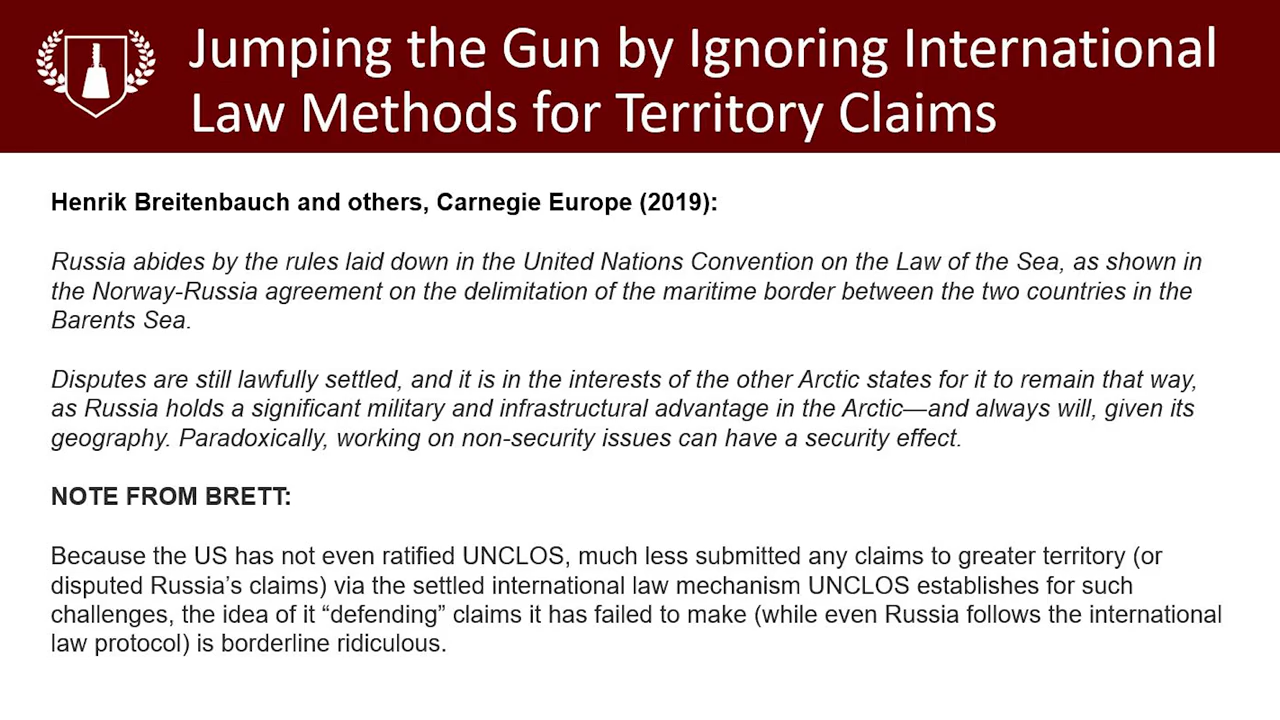 Jumping the Gun by Ignoring International
Law Methods for Territory Claims
Henrik Breitenbauch and others, Carnegie Europe (2019):
Russia abides by the rules laid down in the United Nations Convention on the Law of the Sea, as shown in
the Norway-Russia agreement on the delimitation of the maritime border between the two countries in the
Barents Sea.
Disputes are still lawfully settled, and it is in the interests of the other Arctic states for it to remain that way,
as Russia holds a significant military and infrastructural advantage in the Arctic—and always will, given its
geography. Paradoxically, working on non-security issues can have a security effect.
NOTE FROM BRETT:
Because the US has not even ratified UNCLOS, much less submitted any claims to greater territory (or
disputed Russia’s claims) via the settled international law mechanism UNCLOS establishes for such
challenges, the idea of it “defending” claims it has failed to make (while even Russia follows the international
law protocol) is borderline ridiculous.